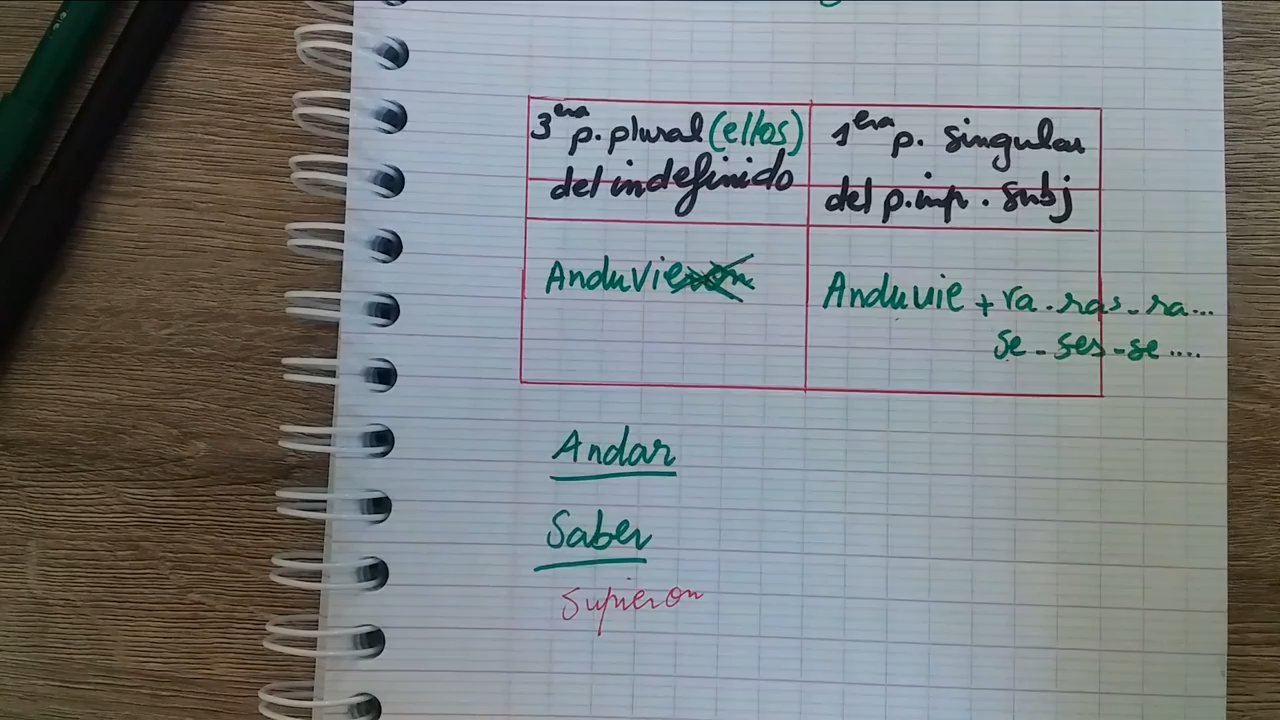 3era p. plural (ellos)
del indefinido
1era p. singular
del p.imp. subj
Anduvieron
Anduvie + ra - ras - ra...
se - ses - se....
Andar
Saber
Supieron